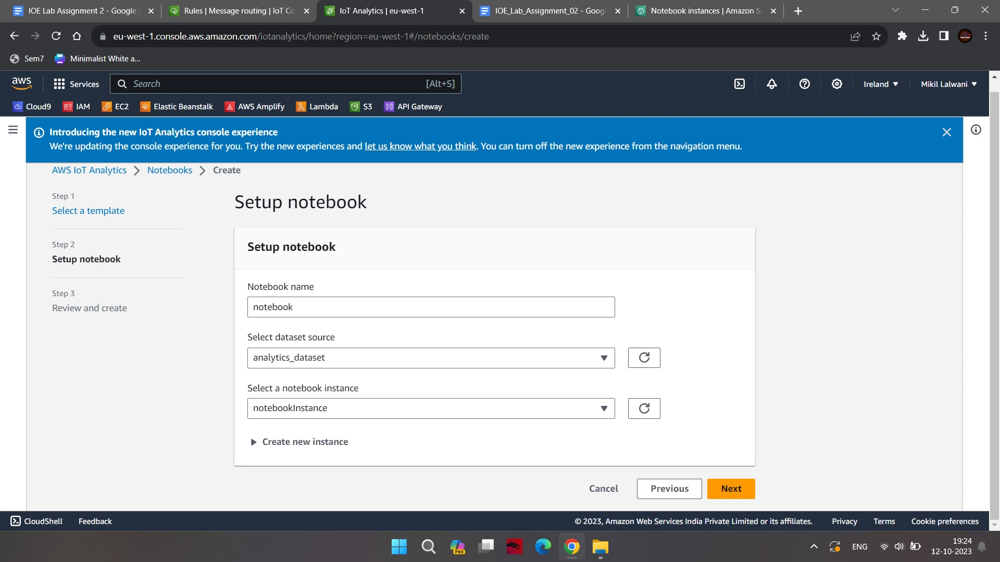 IOE Lab Assignment 2 - Google
Rules | Message routing | IoT Co
IoT Analytics | eu-west-1
IOE_Lab_Assignment_02 - Googl
Notebook instances | Amazon S
eu-west-1.console.aws.amazon.com/iotanalytics/home?region=eu-west-1#/notebooks/create
Sem7
Minimalist White a...
aws
Services
Search
[Alt+S]
Ireland
Mikil Lalwani
Cloud9
IAM
EC2
Elastic Beanstalk
AWS Amplify
Lambda
S3
API Gateway
Introducing the new IoT Analytics console experience
We're updating the console experience for you. Try the new experiences and let us know what you think. You can turn off the new experience from the navigation menu.
AWS IoT Analytics
Notebooks
Create
Step 1
Select a template
Step 2
Setup notebook
Step 3
Review and create
Setup notebook
Setup notebook
Notebook name
notebook
Select dataset source
analytics_dataset
Select a notebook instance
notebookInstance
Create new instance
Cancel
Previous
Next
CloudShell
Feedback
© 2023, Amazon Web Services India Private Limited or its affiliates.
Privacy
Terms
Cookie preferences
PRE
ENG
19:24
12-10-2023